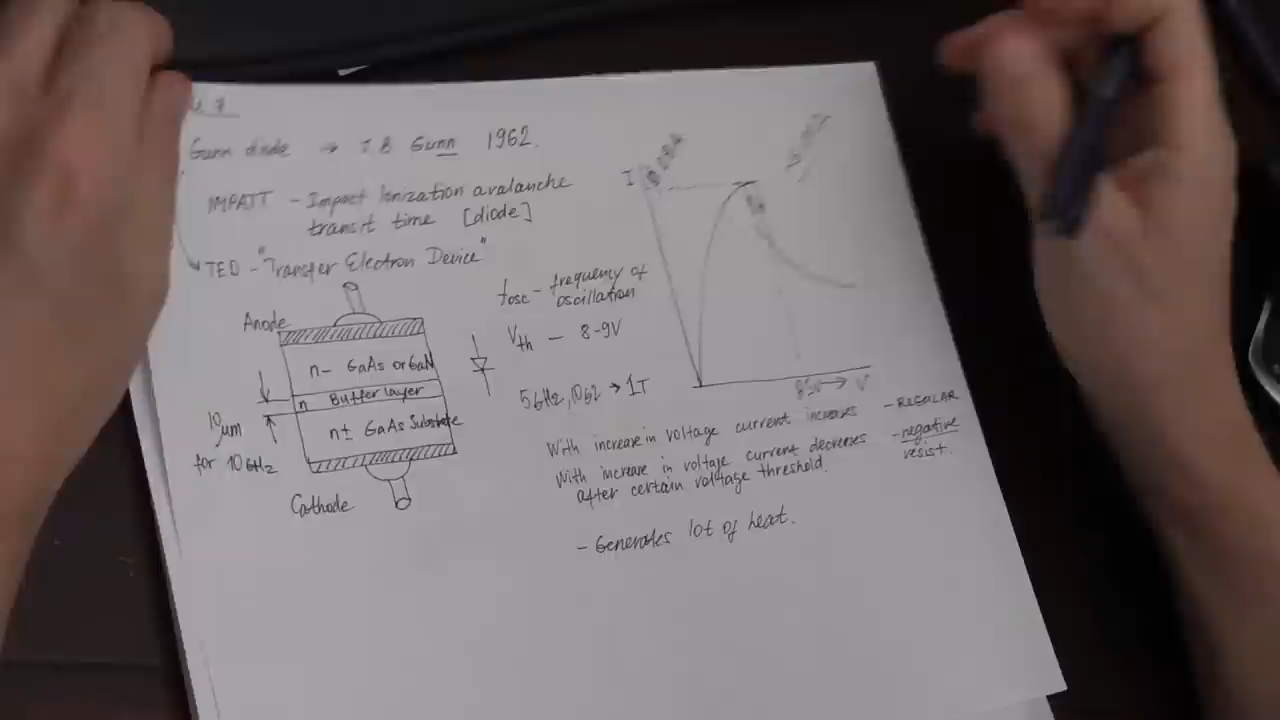 Gunn diode → J.B Gunn 1962.
IMPATT - Impact Ionization avalanche
transit time [diode]
TED - "Transfer Electron Device"
Anode
n- GaAs or GaN
n Buffer layer
n+ GaAs Substrate
10 μm
for 10 GHz
Cathode
fosc - frequency of
oscillation
Vth - 8-9V
5GHz, 10GHz → 1T
I
V
With increase in voltage current increases - REGULAR
With increase in voltage current decreases - negative
after certain voltage threshold. resist.
- Generates lot of heat.